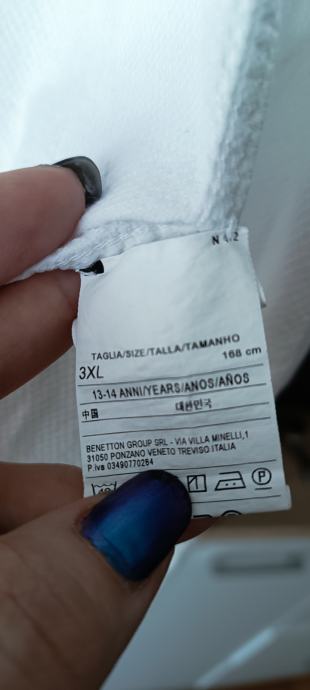 TAGLIA/SIZE/TALLA/TAMANHO
168 cm
3XL
13-14 ANNI/YEARS/ANOS/AÑOS
中国 대한민국
BENETTON GROUP SRL - VIA VILLA MINELLI,1
31050 PONZANO VENETO TREVISO ITALIA
P.iva 03490770264
P